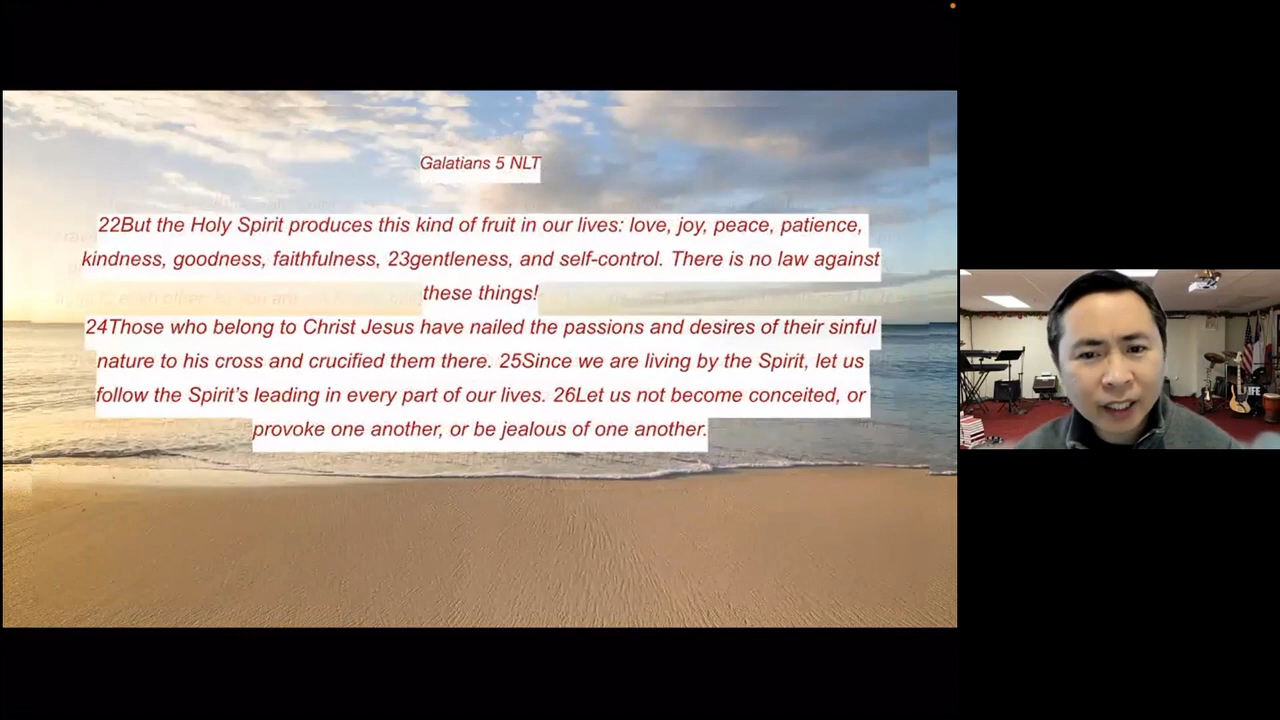 Galatians 5 NLT
22But the Holy Spirit produces this kind of fruit in our lives: love, joy, peace, patience,
kindness, goodness, faithfulness, 23gentleness, and self-control. There is no law against
these things!
24Those who belong to Christ Jesus have nailed the passions and desires of their sinful
nature to his cross and crucified them there. 25Since we are living by the Spirit, let us
follow the Spirit’s leading in every part of our lives. 26Let us not become conceited, or
provoke one another, or be jealous of one another.
LIFE